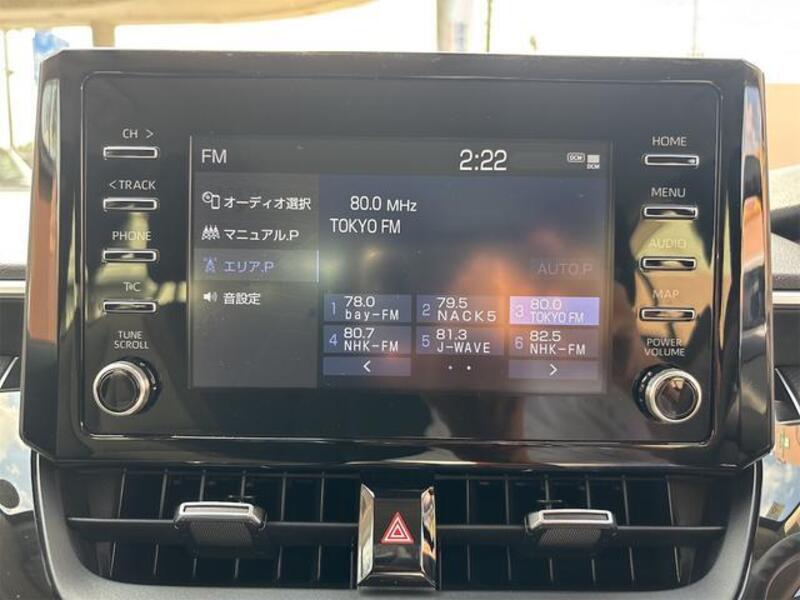 CH >
< TRACK
PHONE
T°C
TUNE
SCROLL
FM
2:22
DCM
DCM
オーディオ選択
マニュアル.P
エリア.P
音設定
80.0 MHz
TOKYO FM
AUTO.P
1 78.0 bay-FM
2 79.5 NACK5
3 80.0 TOKYO FM
4 80.7 NHK-FM
5 81.3 J-WAVE
6 82.5 NHK-FM
<
>
HOME
MENU
AUDIO
MAP
POWER
VOLUME